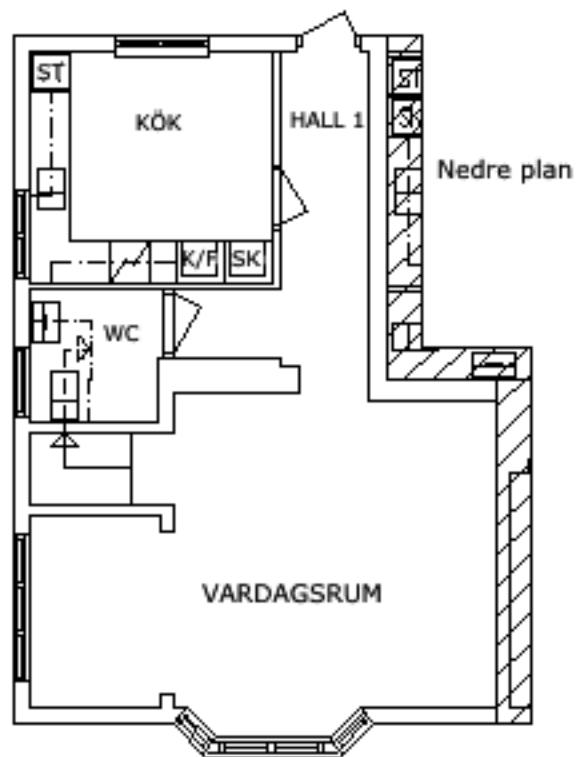 ST
KÖK
HALL 1
Nedre plan
K/F
SK
WC
VARDAGSRUM